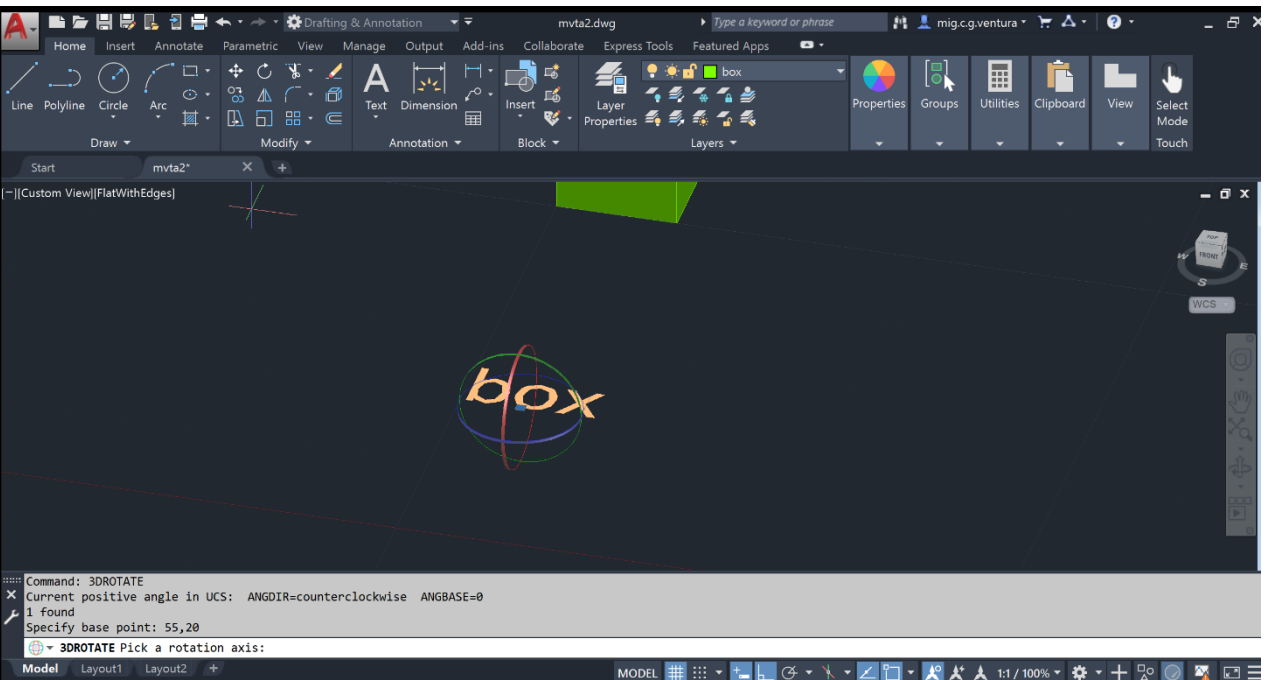 A Drafting & Annotation mvta2.dwg Type a keyword or phrase mig.c.g.ventura ?
Home Insert Annotate Parametric View Manage Output Add-ins Collaborate Express Tools Featured Apps
box
Line Polyline Circle Arc Text Dimension Insert Layer Properties Properties Groups Utilities Clipboard View Select Mode
Draw Modify Annotation Block Layers Touch
Start mvta2* +
[−][Custom View][FlatWithEdges]
TOP
FRONT
W
E
S
WCS
box
Command: 3DROTATE
Current positive angle in UCS:  ANGDIR=counterclockwise  ANGBASE=0
1 found
Specify base point: 55,20
3DROTATE Pick a rotation axis:
Model Layout1 Layout2 + MODEL 1:1 / 100%